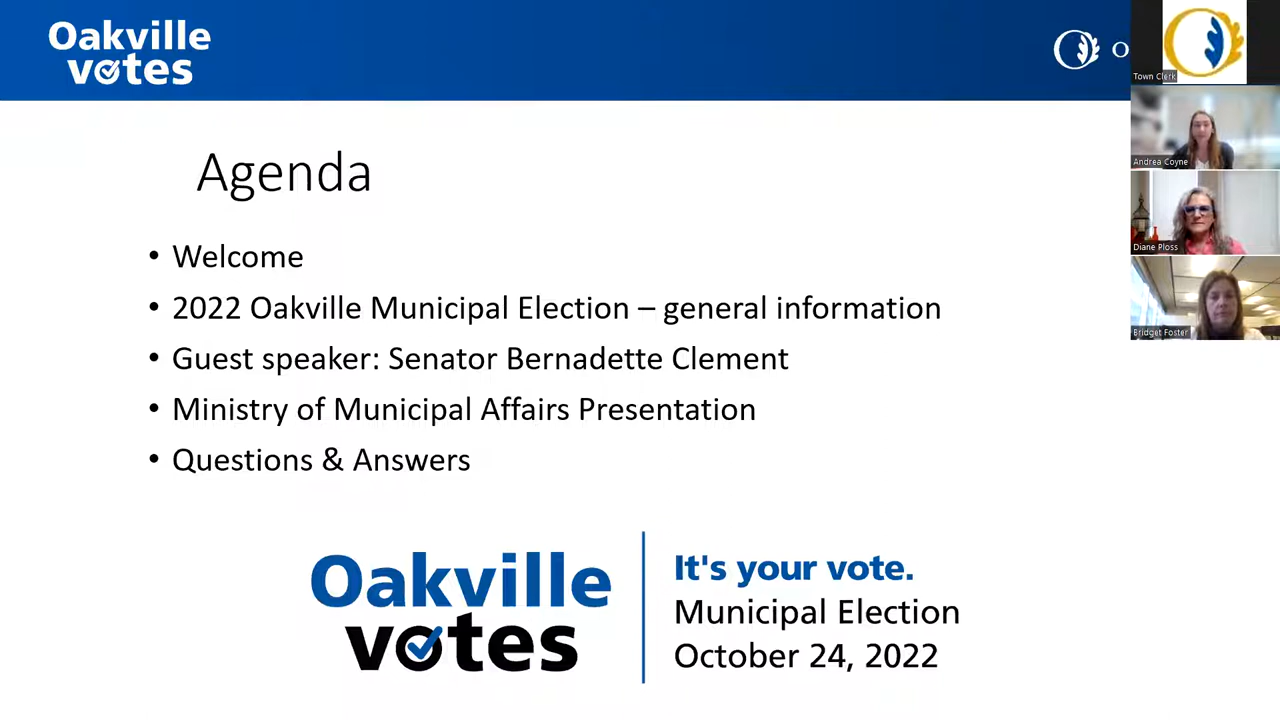 Oakville
votes
O
Town Clerk
Andrea Coyne
Diane Ploss
Bridget Foster
Agenda
• Welcome
• 2022 Oakville Municipal Election – general information
• Guest speaker: Senator Bernadette Clement
• Ministry of Municipal Affairs Presentation
• Questions & Answers
Oakville
votes
It's your vote.
Municipal Election
October 24, 2022